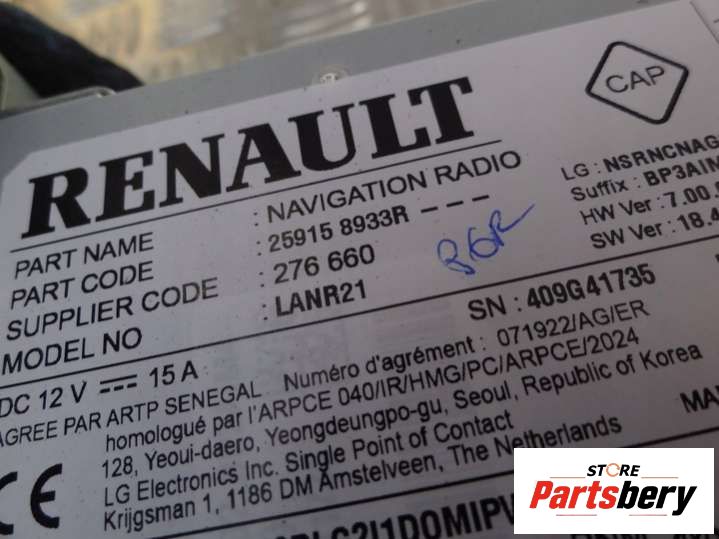 RENAULT
CAP
PART NAME : NAVIGATION RADIO
PART CODE : 25915 8933R - - -
SUPPLIER CODE : 276 660
MODEL NO : LANR21
LG : NSRNCNAG
Suffix : BP3AIM
HW Ver : 7.00.
SW Ver : 18.4
SN : 409G41735
DC 12 V 15 A
Numéro d'agrément : 071922/AG/ER
AGREE PAR ARTP SENEGAL
homologué par l'ARPCE 040/IR/HMG/PC/ARPCE/2024
128, Yeoui-daero, Yeongdeungpo-gu, Seoul, Republic of Korea
LG Electronics Inc. Single Point of Contact
Krijgsman 1, 1186 DM Amstelveen, The Netherlands
MA
CE
STORE
Partsbery